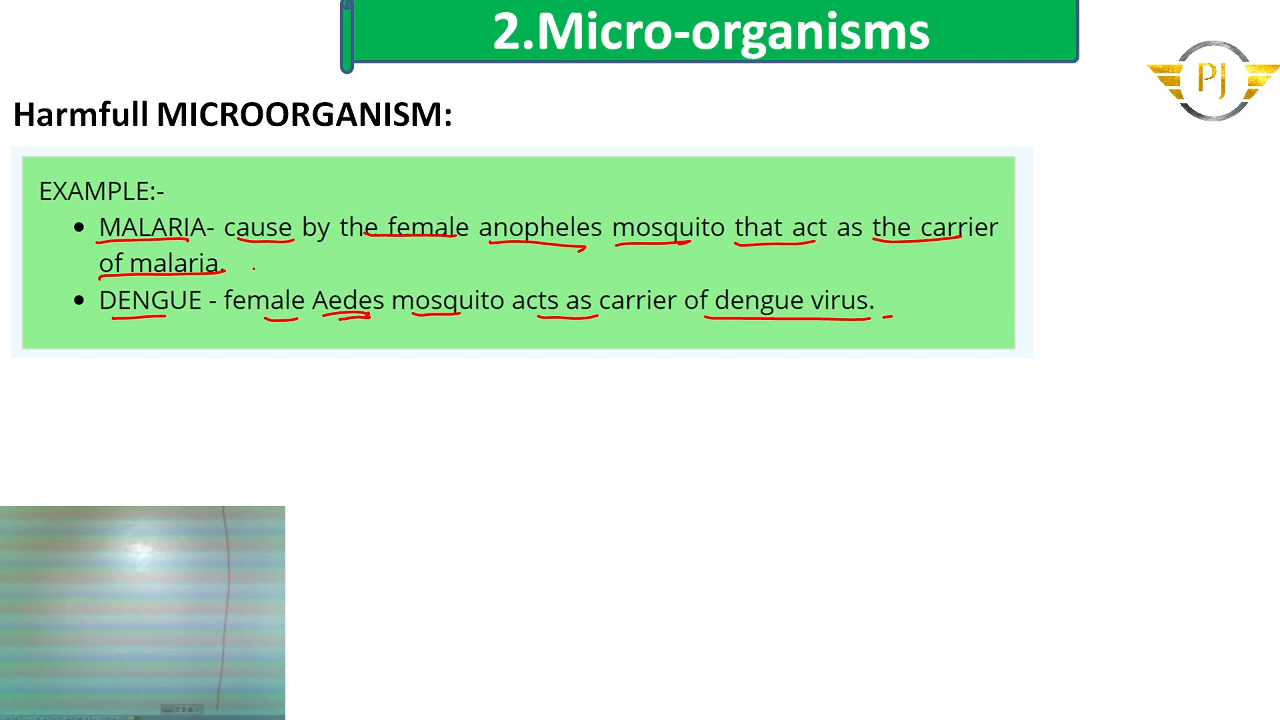 2.Micro-organisms
PJ
Harmfull MICROORGANISM:
EXAMPLE:-
• MALARIA- cause by the female anopheles mosquito that act as the carrier
of malaria.
• DENGUE - female Aedes mosquito acts as carrier of dengue virus.